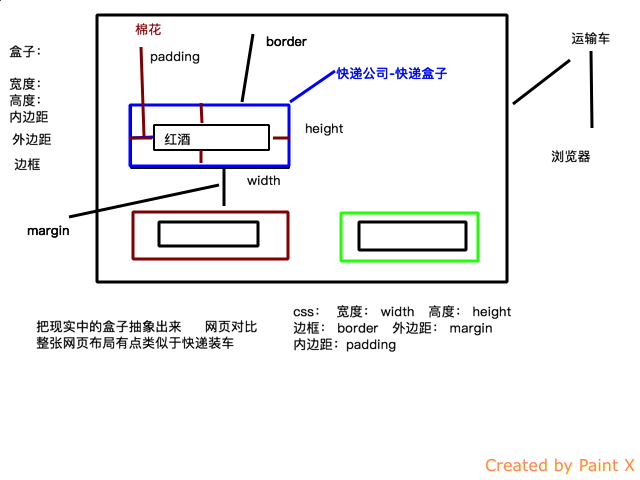 棉花
盒子：
padding
border
运输车
快递公司-快递盒子
宽度：
高度：
内边距
外边距
红酒
height
边框
浏览器
width
margin
css： 宽度： width 高度： height
把现实中的盒子抽象出来 网页对比
边框： border 外边距： margin
整张网页布局有点类似于快递装车
内边距：padding
Created by Paint X